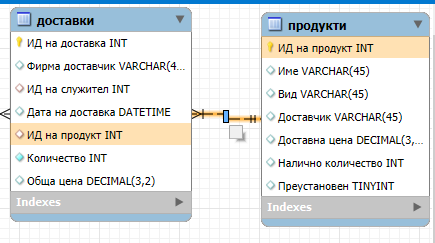 доставки
ИД на доставка INT
Фирма доставчик VARCHAR(4...
ИД на служител INT
Дата на доставка DATETIME
ИД на продукт INT
Количество INT
Обща цена DECIMAL(3,2)
Indexes
продукти
ИД на продукт INT
Име VARCHAR(45)
Вид VARCHAR(45)
Доставчик VARCHAR(45)
Доставна цена DECIMAL(3,...
Налично количество INT
Преустановен TINYINT
Indexes